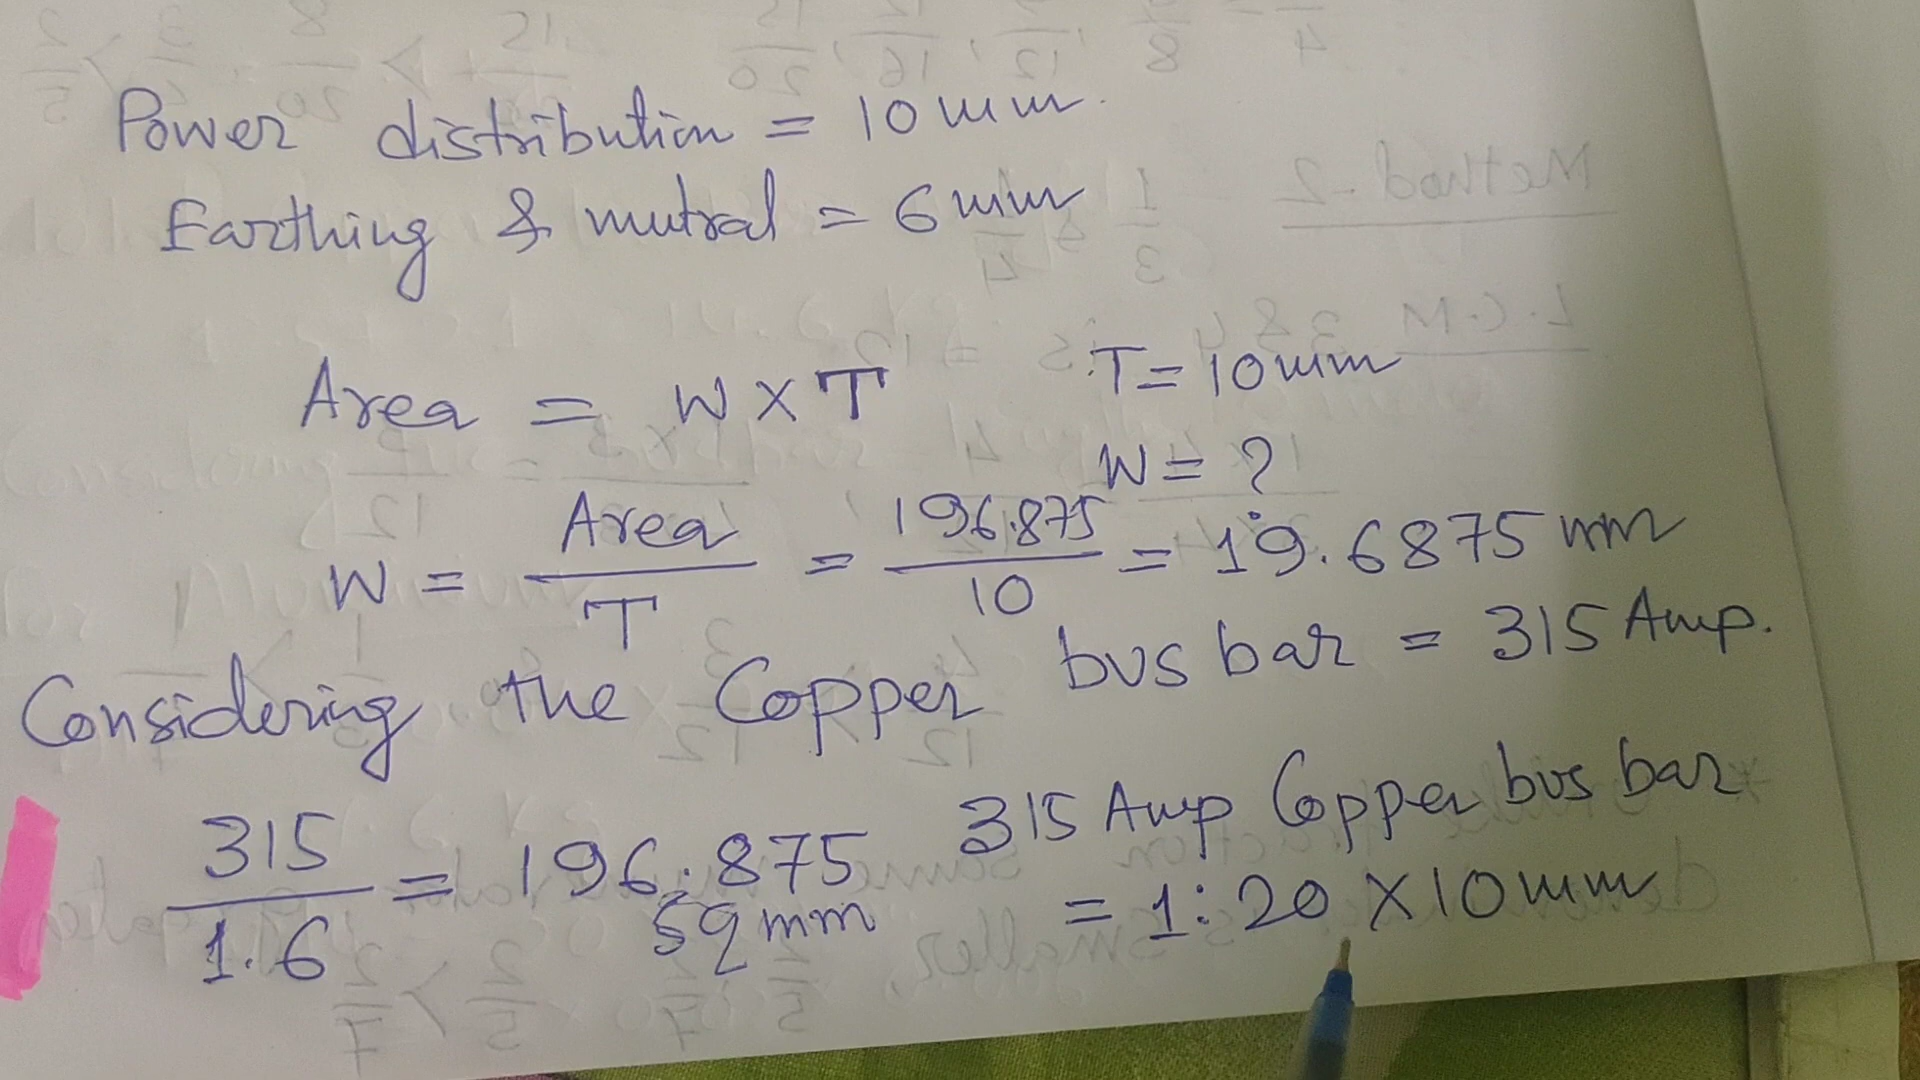 Power distribution = 10 mm.
Earthing & nutral = 6 mm
Area = W X T
T = 10 mm
W = ?
W = Area / T = 196.875 / 10 = 19.6875 mm
Considering the Copper bus bar = 315 Amp.
315 / 1.6 = 196.875 sq mm
315 Amp Copper bus bar
= 1:20 X 10 mm